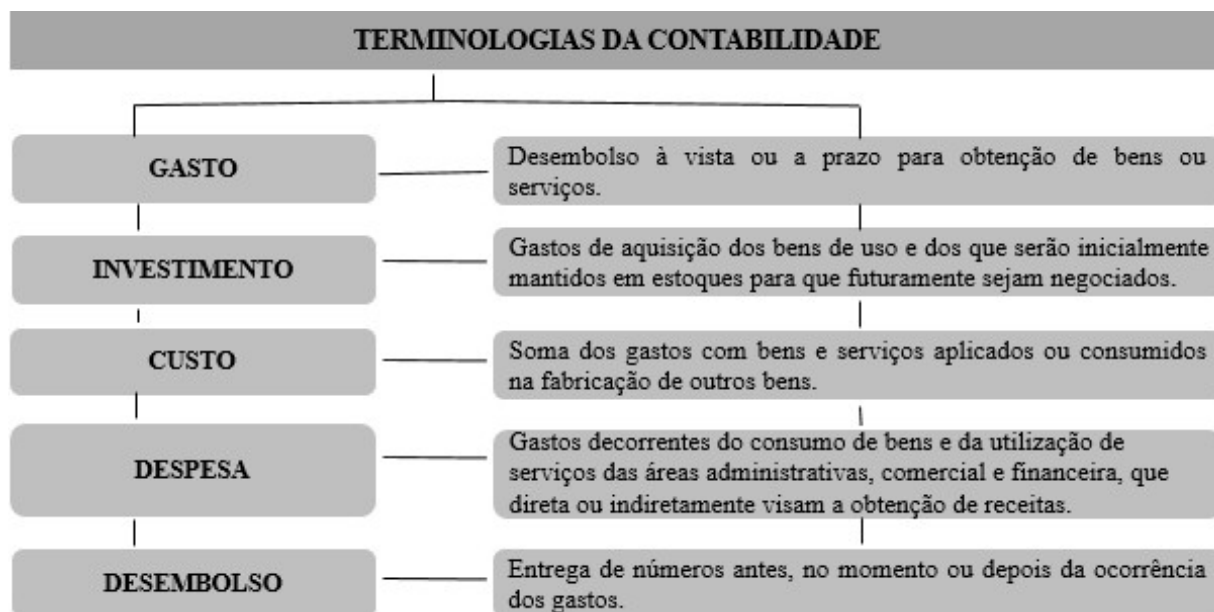 TERMINOLOGIAS DA CONTABILIDADE
GASTO
Desembolso à vista ou a prazo para obtenção de bens ou
serviços.
INVESTIMENTO
Gastos de aquisição dos bens de uso e dos que serão inicialmente
mantidos em estoques para que futuramente sejam negociados.
CUSTO
Soma dos gastos com bens e serviços aplicados ou consumidos
na fabricação de outros bens.
DESPESA
Gastos decorrentes do consumo de bens e da utilização de
serviços das áreas administrativas, comercial e financeira, que
direta ou indiretamente visam a obtenção de receitas.
DESEMBOLSO
Entrega de números antes, no momento ou depois da ocorrência
dos gastos.